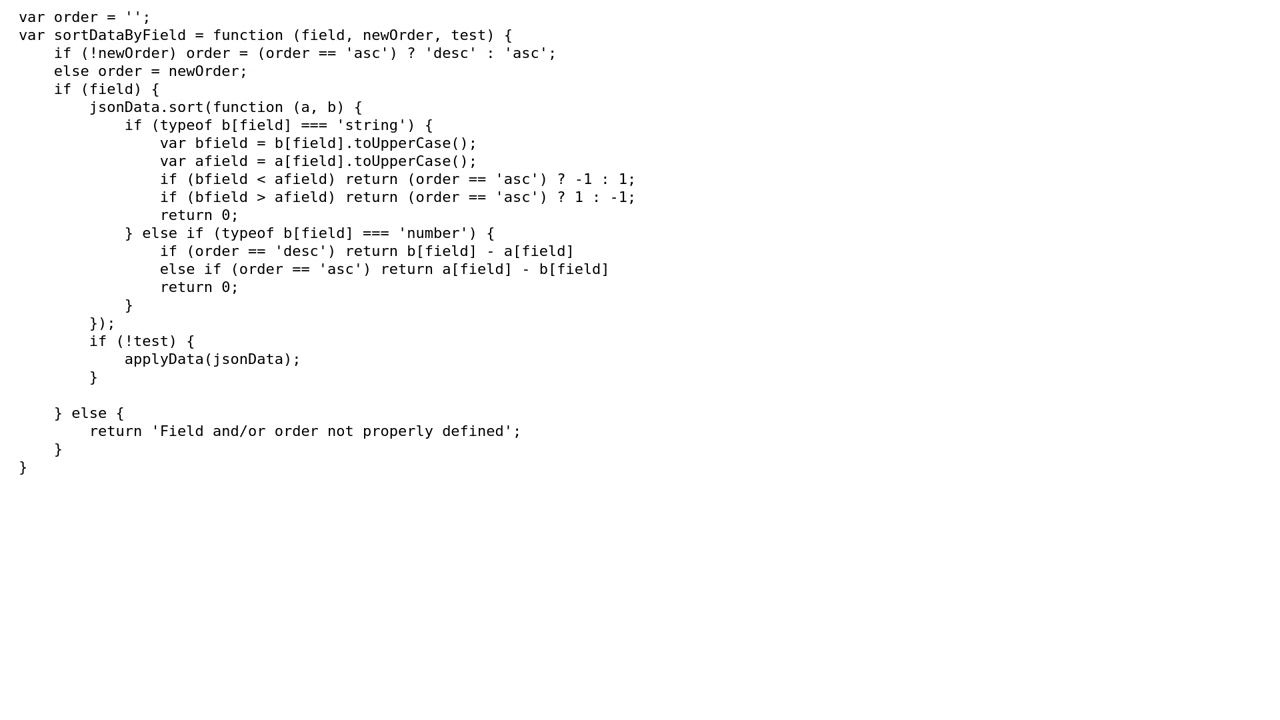 var order = '';
var sortDataByField = function (field, newOrder, test) {
    if (!newOrder) order = (order == 'asc') ? 'desc' : 'asc';
    else order = newOrder;
    if (field) {
        jsonData.sort(function (a, b) {
            if (typeof b[field] === 'string') {
                var bfield = b[field].toUpperCase();
                var afield = a[field].toUpperCase();
                if (bfield < afield) return (order == 'asc') ? -1 : 1;
                if (bfield > afield) return (order == 'asc') ? 1 : -1;
                return 0;
            } else if (typeof b[field] === 'number') {
                if (order == 'desc') return b[field] - a[field]
                else if (order == 'asc') return a[field] - b[field]
                return 0;
            }
        });
        if (!test) {
            applyData(jsonData);
        }

    } else {
        return 'Field and/or order not properly defined';
    }
}